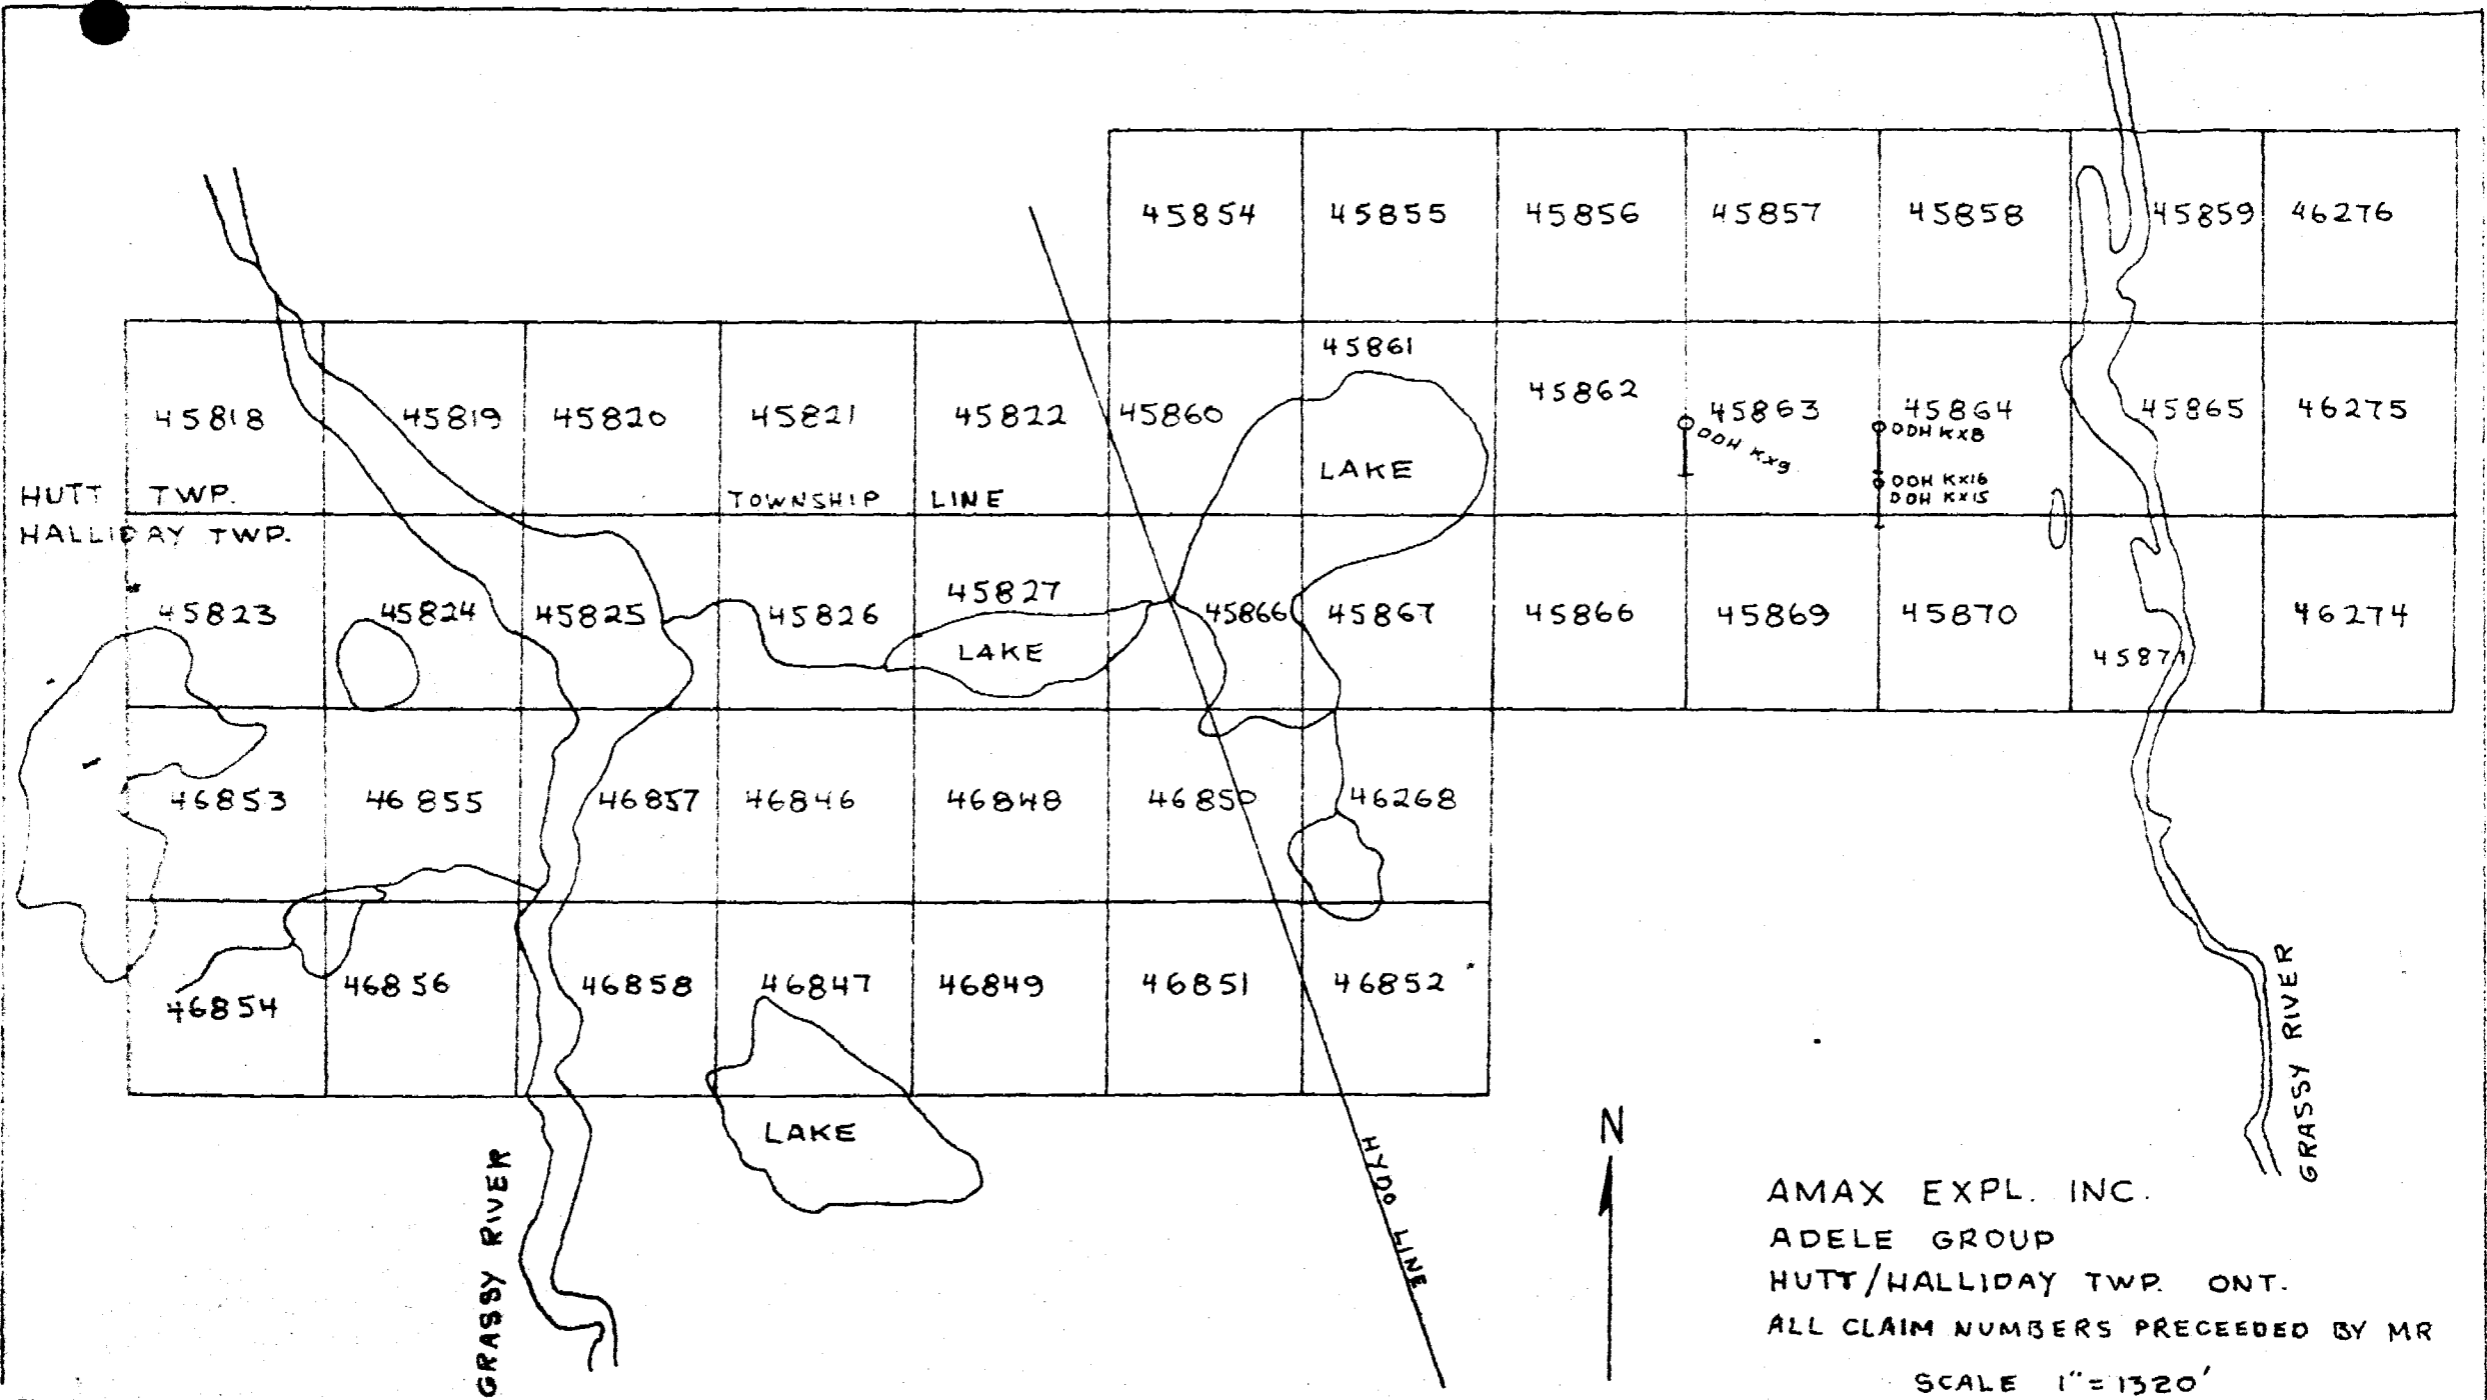 45854 45855 45856 45857 45858 45859 46276
45861
45818 45819 45820 45821 45822 45860 45862 45863 45864 45865 46275
DDH KX9
DDH KX8
LAKE
DDH KX16
DDH KX15
HUTT TWP. TOWNSHIP LINE
HALLIDAY TWP.
45823 45824 45825 45826 45827 45866 45867 45866 45869 45870 45871 46274
LAKE
46853 46855 46857 46846 46848 46850 46268
46854 46856 46858 46847 46849 46851 46852
LAKE
GRASSY RIVER
HYDO LINE
GRASSY RIVER
N
AMAX EXPL. INC.
ADELE GROUP
HUTT/HALLIDAY TWP. ONT.
ALL CLAIM NUMBERS PRECEEDED BY MR
SCALE 1"=1320'